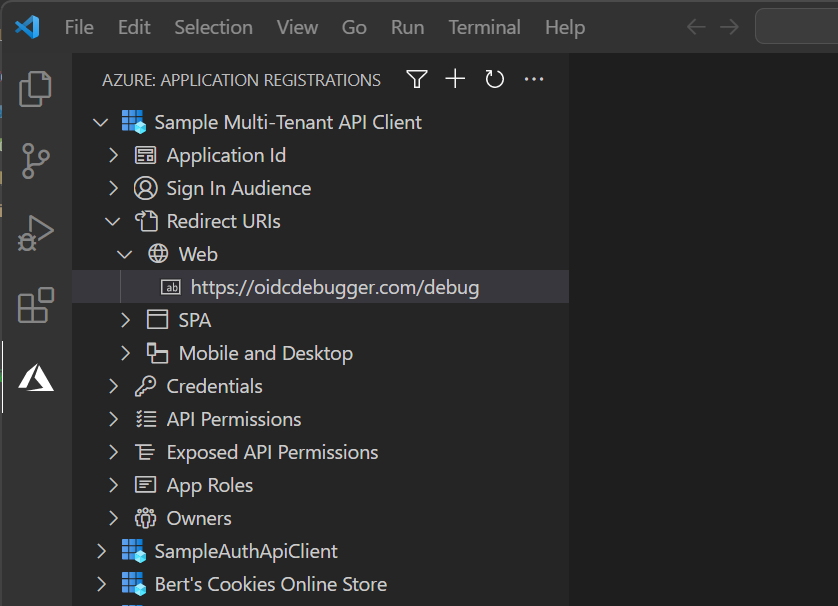 File Edit Selection View Go Run Terminal Help
AZURE: APPLICATION REGISTRATIONS
Sample Multi-Tenant API Client
Application Id
Sign In Audience
Redirect URIs
Web
ab https://oidcdebugger.com/debug
SPA
Mobile and Desktop
Credentials
API Permissions
Exposed API Permissions
App Roles
Owners
SampleAuthApiClient
Bert's Cookies Online Store